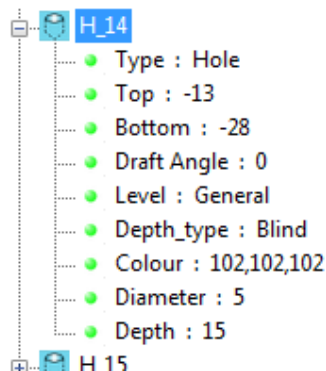 H_14
Type : Hole
Top : -13
Bottom : -28
Draft Angle : 0
Level : General
Depth_type : Blind
Colour : 102,102,102
Diameter : 5
Depth : 15
H_15